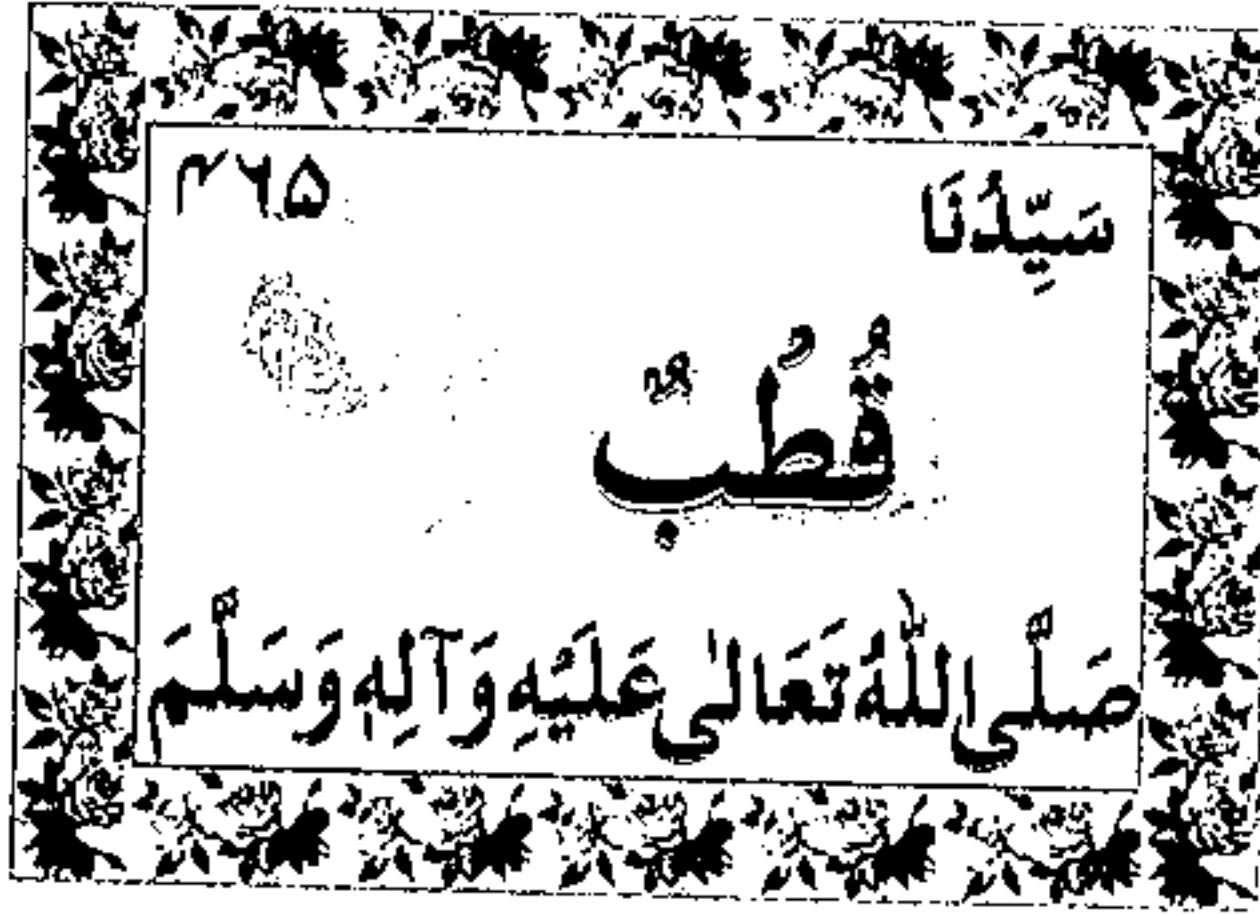 سَيِّدُنَا ۴۶۵
قُطُبٌ
صَلَّى اللّٰهُ تَعَالٰى عَلَيْهِ وَآلِهٖ وَسَلَّمَ